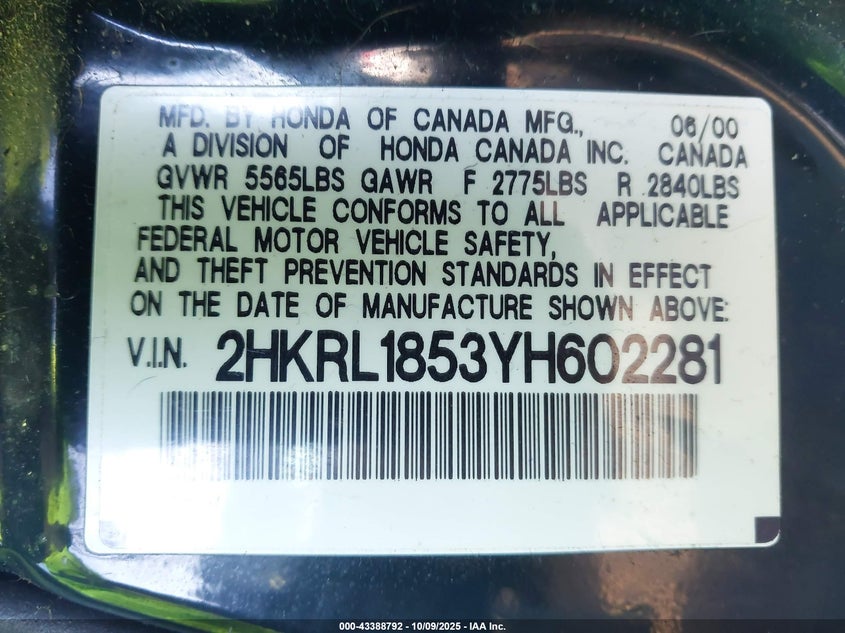 MFD. BY HONDA OF CANADA MFG., 06/00
A DIVISION OF HONDA CANADA INC. CANADA
GVWR 5565LBS GAWR F 2775LBS R 2840LBS
THIS VEHICLE CONFORMS TO ALL APPLICABLE
FEDERAL MOTOR VEHICLE SAFETY,
AND THEFT PREVENTION STANDARDS IN EFFECT
ON THE DATE OF MANUFACTURE SHOWN ABOVE:
V.I.N. 2HKRL1853YH602281
000-43388792 - 10/09/2025 - IAA Inc.